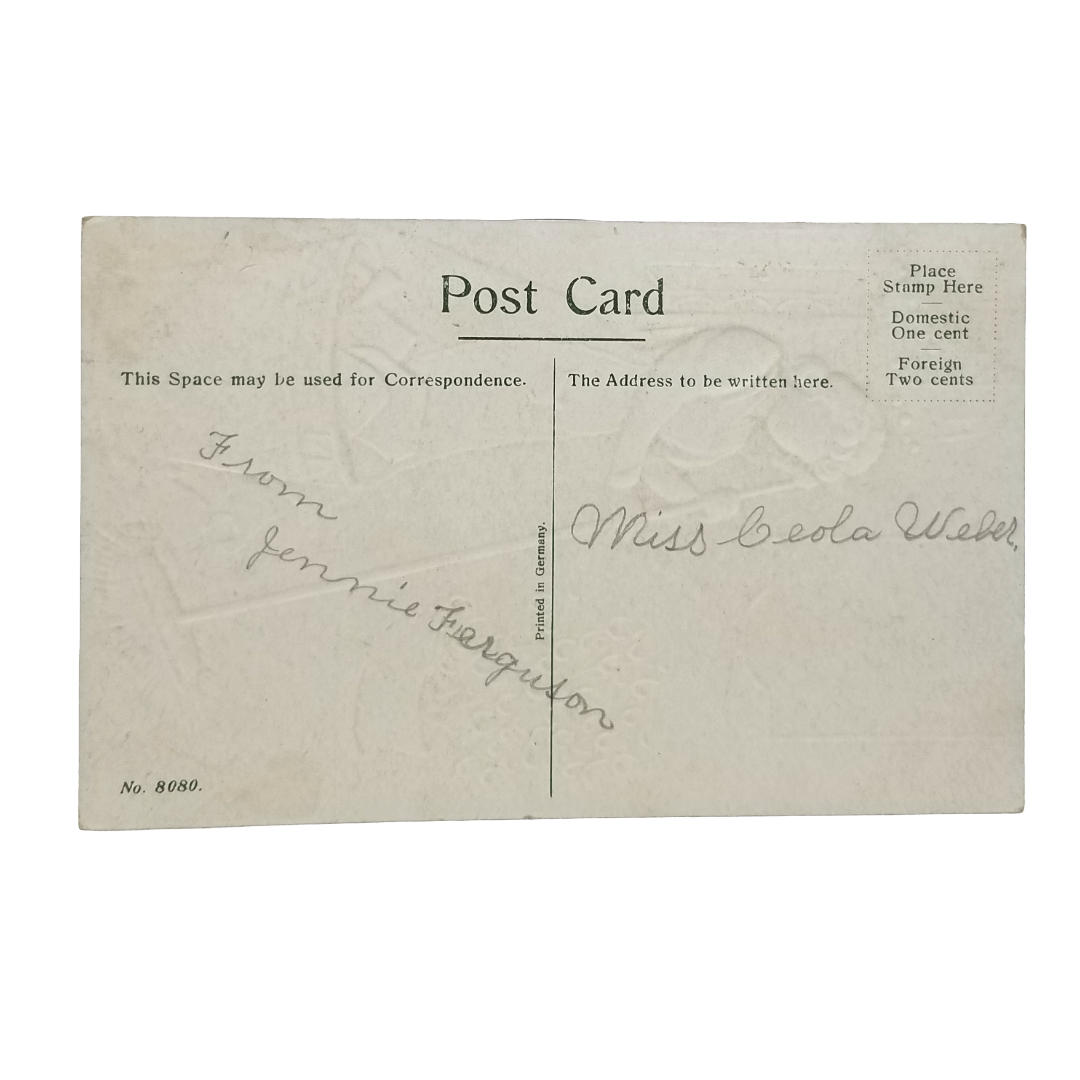 Post Card
Place
Stamp Here
Domestic
One cent
Foreign
Two cents
This Space may be used for Correspondence.
The Address to be written here.
From
Jennie Ferguson
Printed in Germany.
Miss Ceola Weber.
No. 8080.